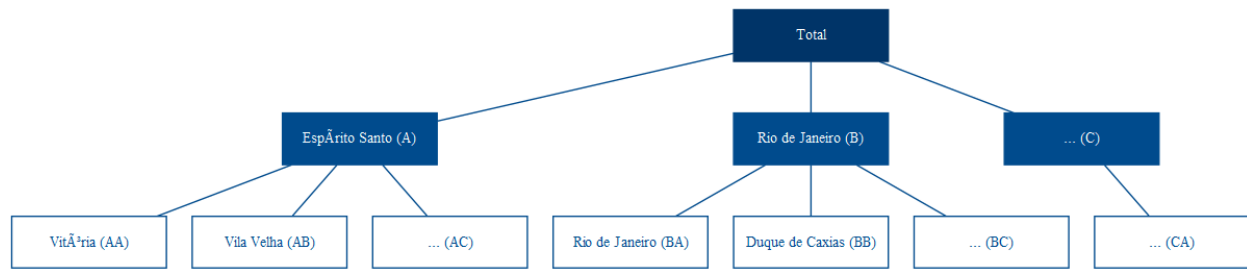 Total
EspÃrito Santo (A)
Rio de Janeiro (B)
... (C)
VitÃ³ria (AA)
Vila Velha (AB)
... (AC)
Rio de Janeiro (BA)
Duque de Caxias (BB)
... (BC)
... (CA)